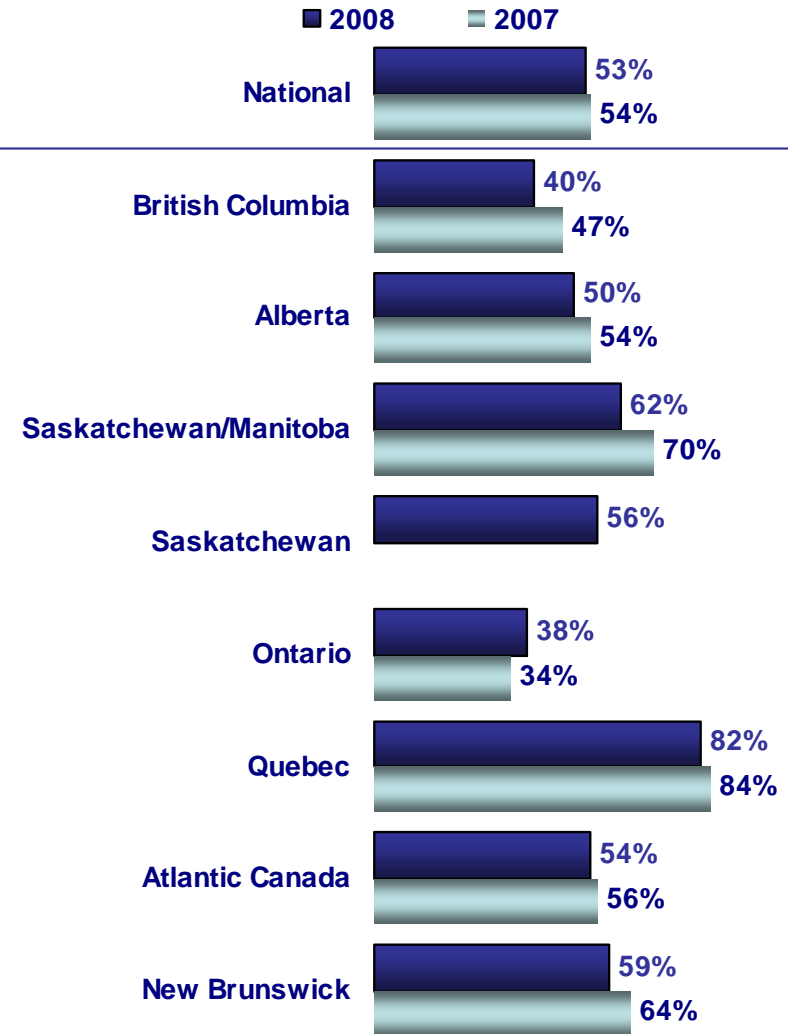 2008 2007
National 53%
54%
British Columbia 40%
47%
Alberta 50%
54%
Saskatchewan/Manitoba 62%
70%
Saskatchewan 56%
Ontario 38%
34%
Quebec 82%
84%
Atlantic Canada 54%
56%
New Brunswick 59%
64%